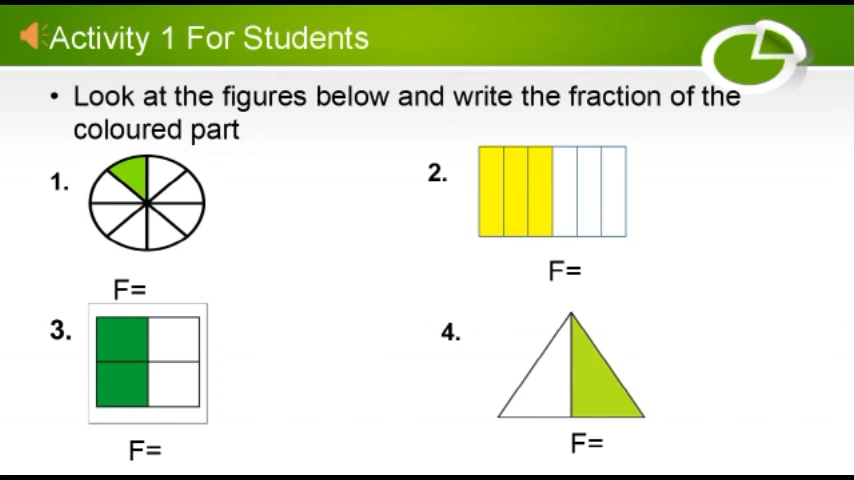 Activity 1 For Students
• Look at the figures below and write the fraction of the
coloured part
1.
F=
2.
F=
3.
F=
4.
F=